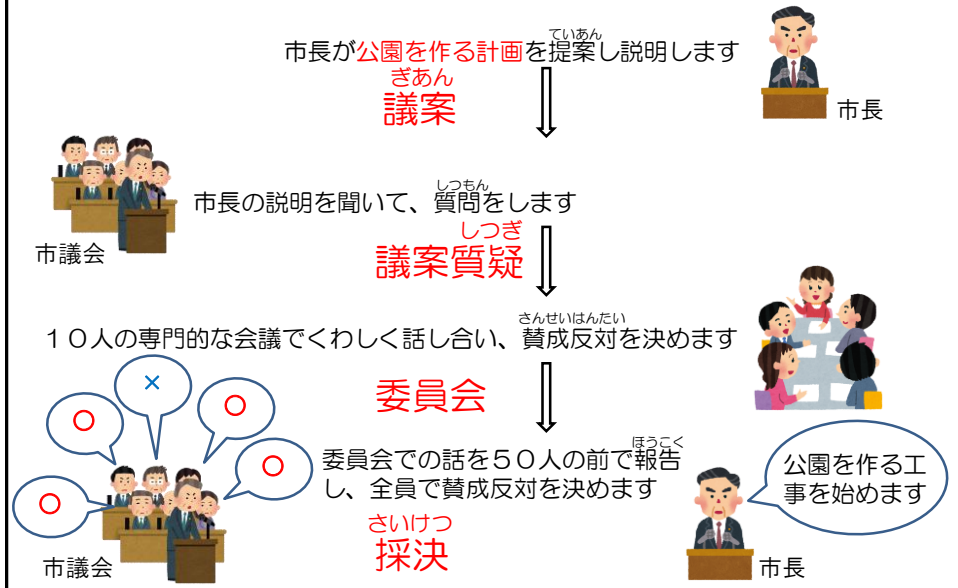 ていあん
市長が公園を作る計画を提案し説明します
ぎあん
議案
市長
しつもん
市長の説明を聞いて、質問をします
市議会
しつぎ
議案質疑
さんせいはんたい
１０人の専門的な会議でくわしく話し合い、賛成反対を決めます
委員会
×
〇
〇
〇
〇
ほうこく
委員会での話を５０人の前で報告
し、全員で賛成反対を決めます
さいけつ
採決
市議会
公園を作る工
事を始めます
市長